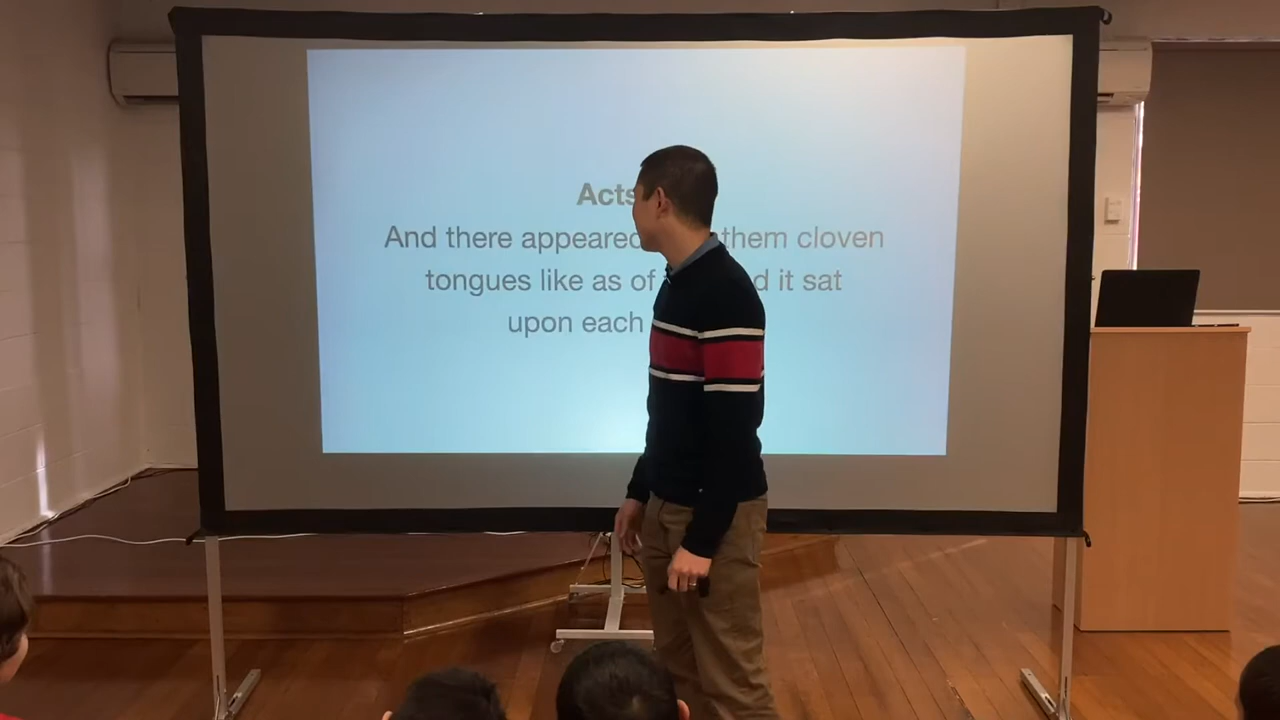 Acts
And there appeared them cloven
tongues like as of it sat
upon each